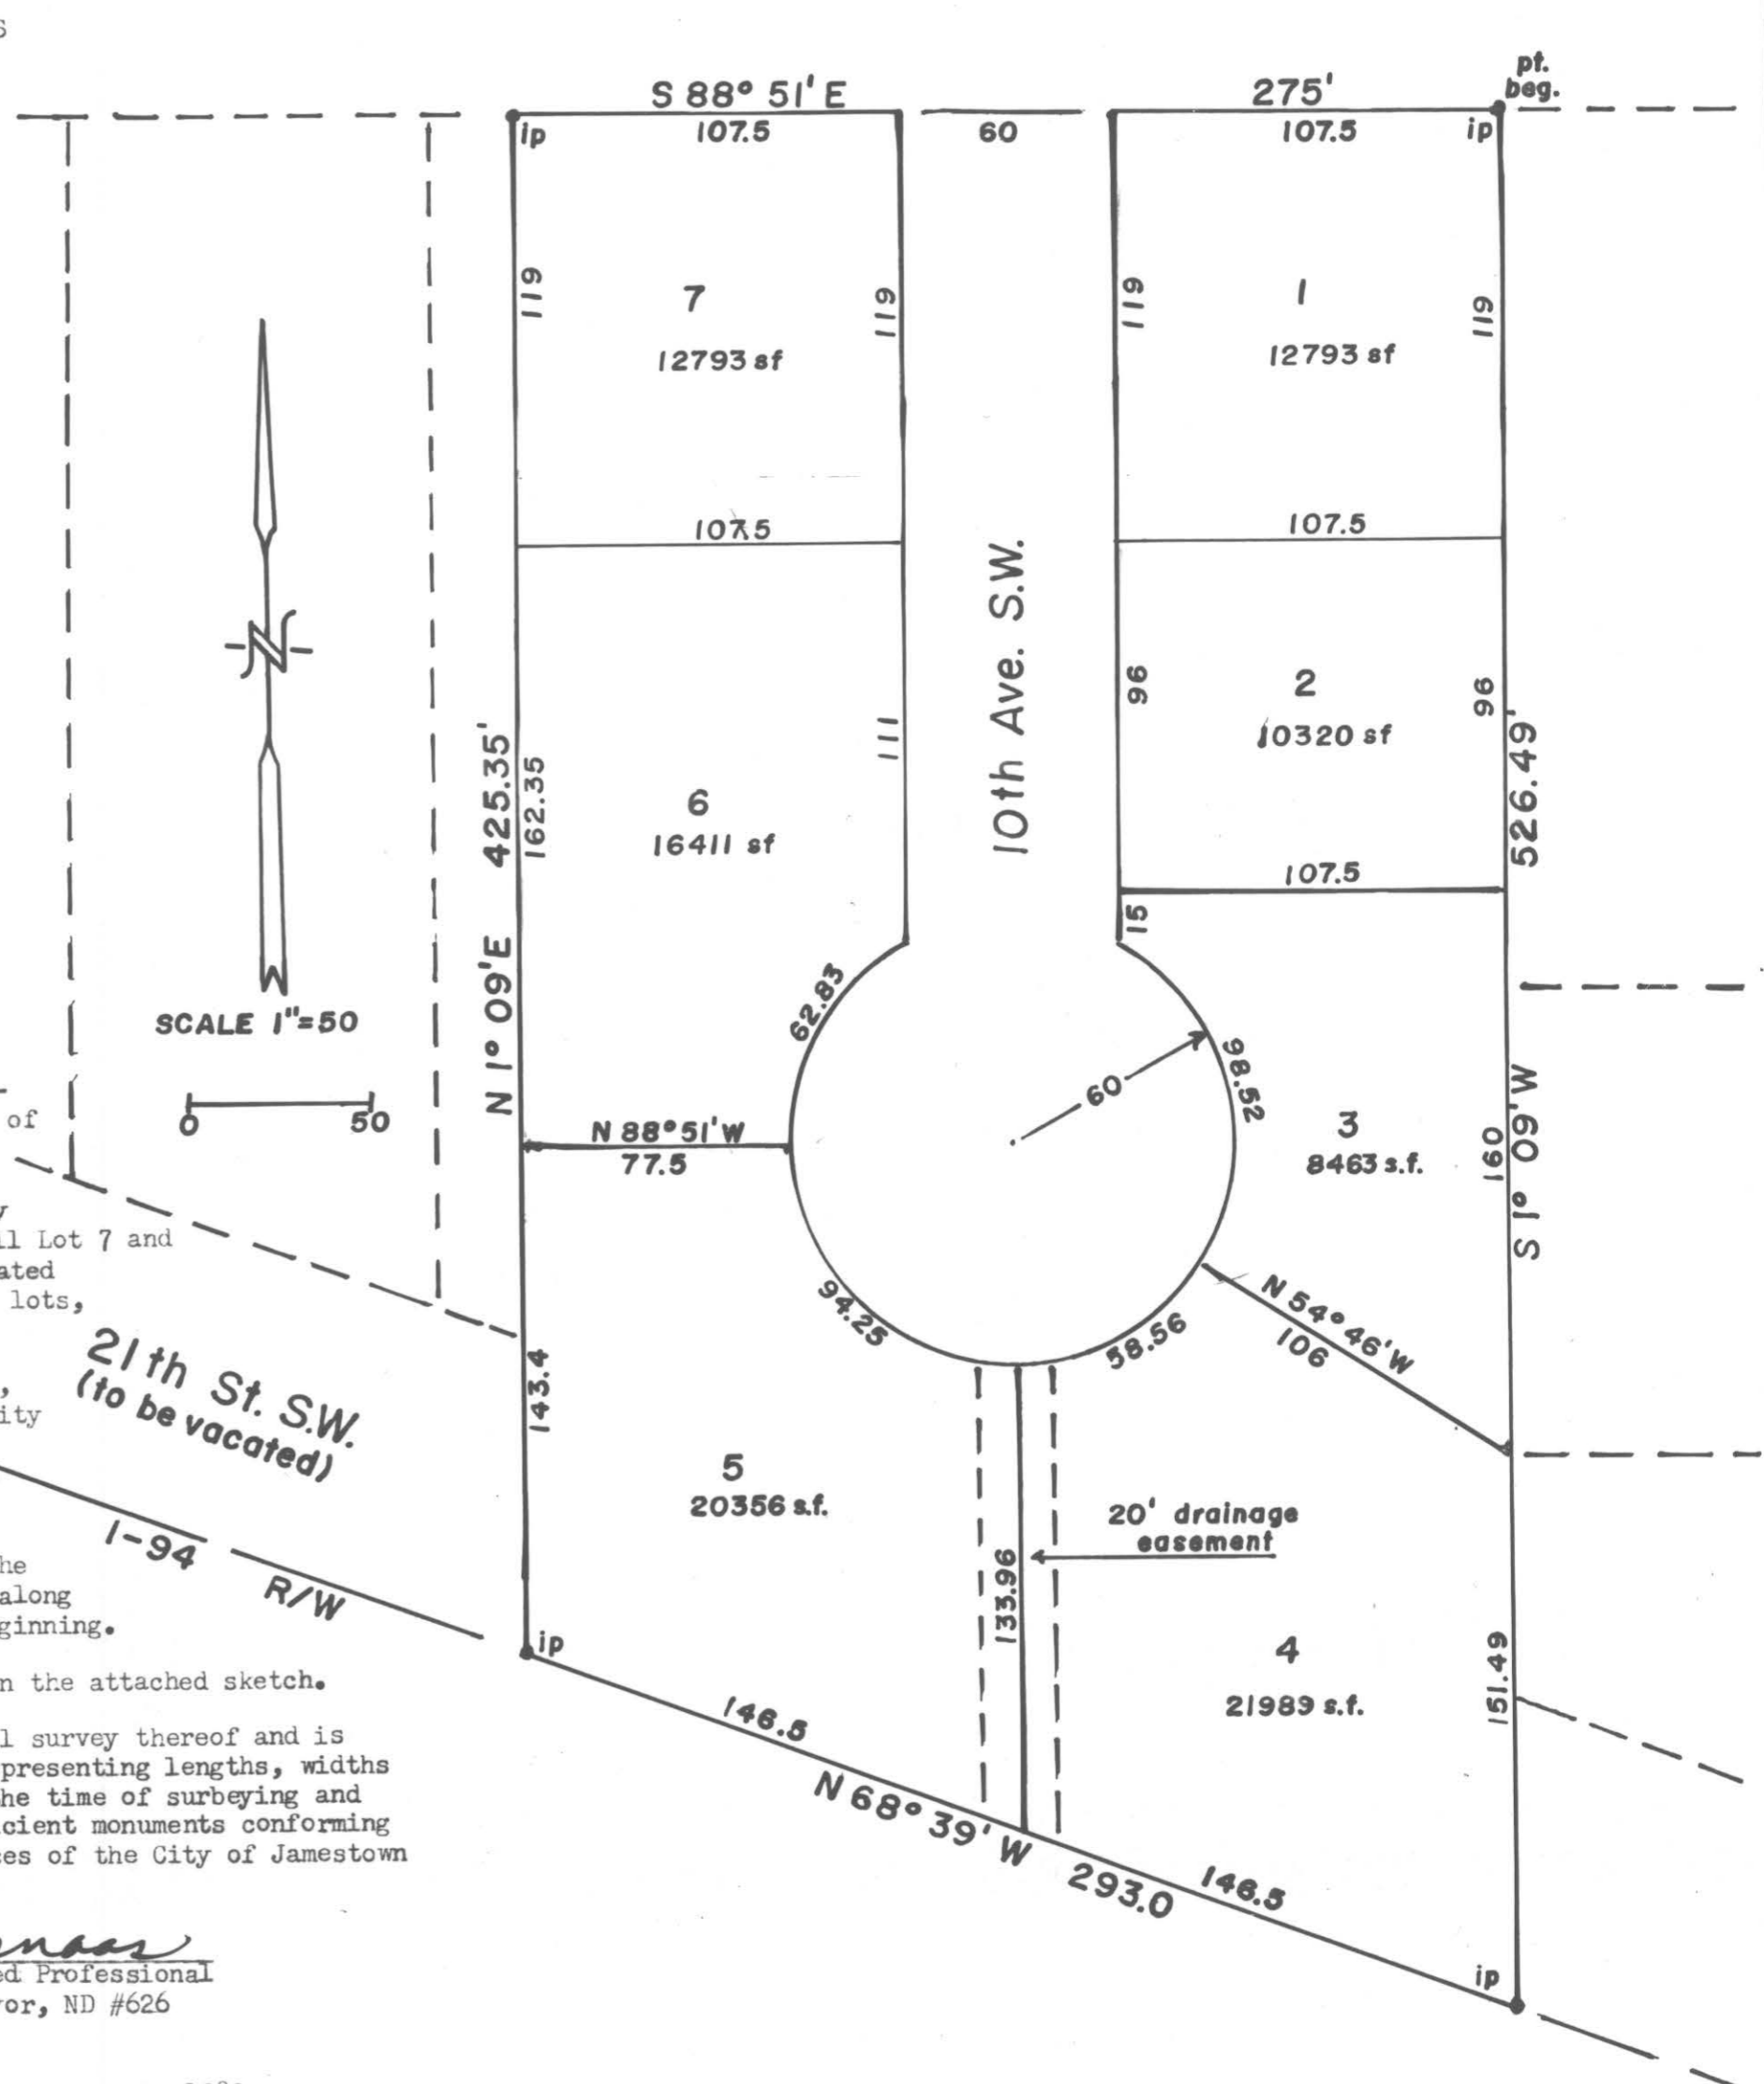 S 88° 51' E
275'
pt.
beg.
ip
107.5
60
107.5
ip
119
7
12793 sf
119
119
1
12793 sf
119
107.5
107.5
10th Ave. S.W.
N 1° 09' E 425.35'
162.35
6
16411 sf
111
96
2
10320 sf
96
526.49'
S 1° 09' W
107.5
15
SCALE 1"=50
0 50
62.83
60
98.52
3
8463 s.f.
160
N 88° 51' W
77.5
of
ll Lot 7 and
ated
lots,
21th St. S.W.
(to be vacated)
ity
94.25
58.56
N 54° 46' W
106
143.4
5
20356 s.f.
20' drainage
easement
133.96
I-94
R/W
he
along
ginning.
ip
4
21989 s.f.
151.49
n the attached sketch.
146.5
N 68° 39' W
293.0
146.5
l survey thereof and is
presenting lengths, widths
he time of surbeying and
cient monuments conforming
es of the City of Jamestown
ip
ed Professional
or, ND #626